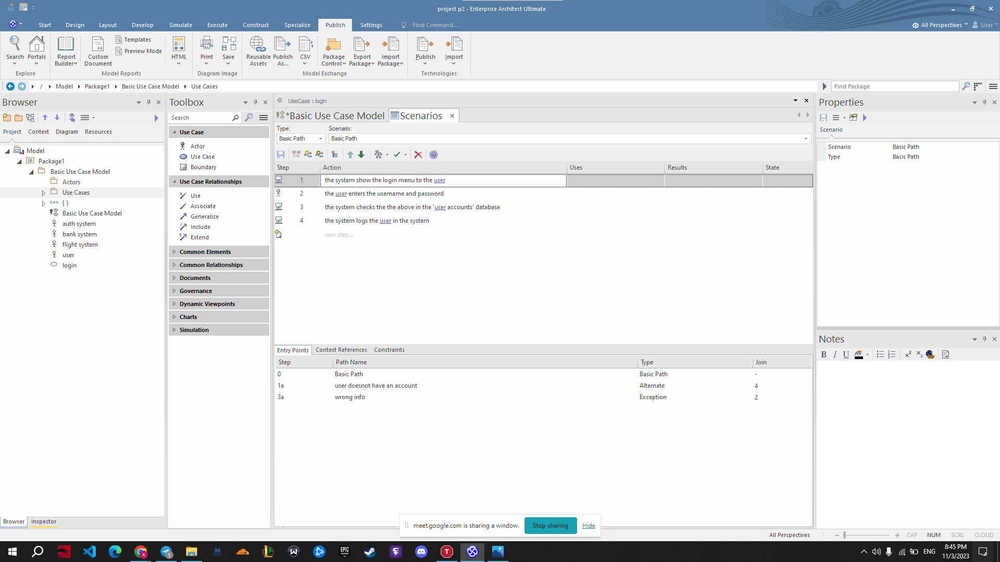 project p2 - Enterprise Architect Ultimate
Start Design Layout Develop Simulate Execute Construct Specialize Publish Settings Find Command... All Perspectives User
Search Portals Report Builder Custom Document Templates Preview Mode HTML Print Save Reusable Assets Publish As... CSV Package Control Export Package Import Package Publish Import
Explore Model Reports Diagram Image Model Exchange Technologies
/ Model Package1 Basic Use Case Model Use Cases Find Package
Browser
Project Context Diagram Resources
Model
Package1
Basic Use Case Model
Actors
Use Cases
{ }
Basic Use Case Model
auth system
bank system
flight system
user
login
Browser Inspector
Toolbox
Search
Use Case
Actor
Use Case
Boundary
Use Case Relationships
Use
Associate
Generalize
Include
Extend
Common Elements
Common Relationships
Documents
Governance
Dynamic Viewpoints
Charts
Simulation
UseCase : login
*Basic Use Case Model Scenarios
Type: Scenario:
Basic Path Basic Path
Step Action Uses Results State
1 the system show the login menu to the user
2 the user enters the username and password
3 the system checks the the above in the 'user accounts' database
4 the system logs the user in the system
new step...
Entry Points Context References Constraints
Step Path Name Type Join
0 Basic Path Basic Path -
1a user doesnot have an account Alternate 4
3a wrong info Exception 2
Properties
Scenario
Scenario Basic Path
Type Basic Path
Notes
B I U
meet.google.com is sharing a window. Stop sharing Hide
All Perspectives CAP NUM SCRL CLOUD
ENG 8:45 PM
11/3/2023